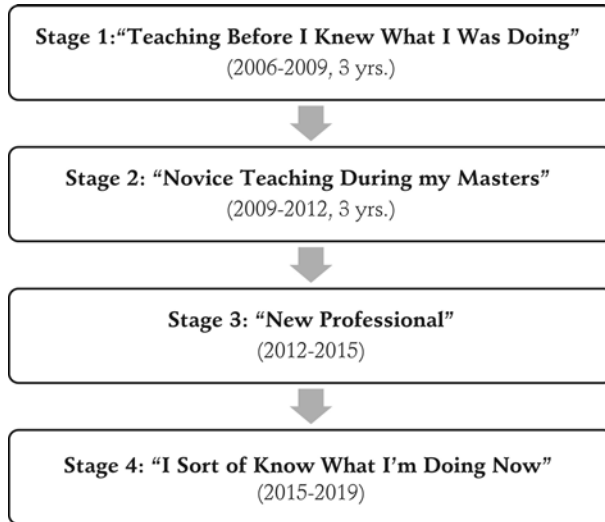 Stage 1:“Teaching Before I Knew What I Was Doing”
(2006-2009, 3 yrs.)
Stage 2: “Novice Teaching During my Masters”
(2009-2012, 3 yrs.)
Stage 3: “New Professional”
(2012-2015)
Stage 4: “I Sort of Know What I’m Doing Now”
(2015-2019)